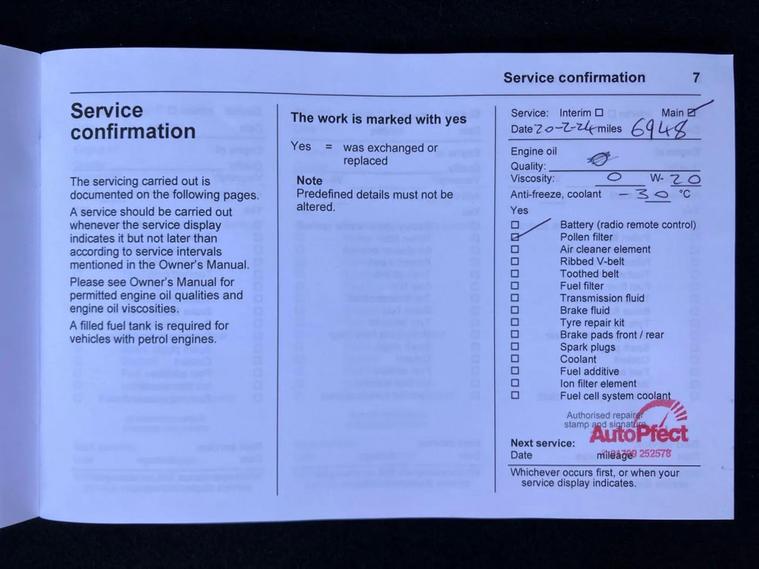 Service confirmation 7
Service
confirmation
The servicing carried out is
documented on the following pages.
A service should be carried out
whenever the service display
indicates it but not later than
according to service intervals
mentioned in the Owner's Manual.
Please see Owner's Manual for
permitted engine oil qualities and
engine oil viscosities.
A filled fuel tank is required for
vehicles with petrol engines.
The work is marked with yes
Yes = was exchanged or
replaced
Note
Predefined details must not be
altered.
Service: Interim Main
Date 20-2-24 miles 6948
Engine oil
Quality:
Viscosity: 0 W- 20
Anti-freeze, coolant -30 °C
Yes
Battery (radio remote control)
Pollen filter
Air cleaner element
Ribbed V-belt
Toothed belt
Fuel filter
Transmission fluid
Brake fluid
Tyre repair kit
Brake pads front / rear
Spark plugs
Coolant
Fuel additive
Ion filter element
Fuel cell system coolant
Authorised repairer
stamp and signature
AutoPfect
Next service:
Date mileage 252578
Whichever occurs first, or when your
service display indicates.